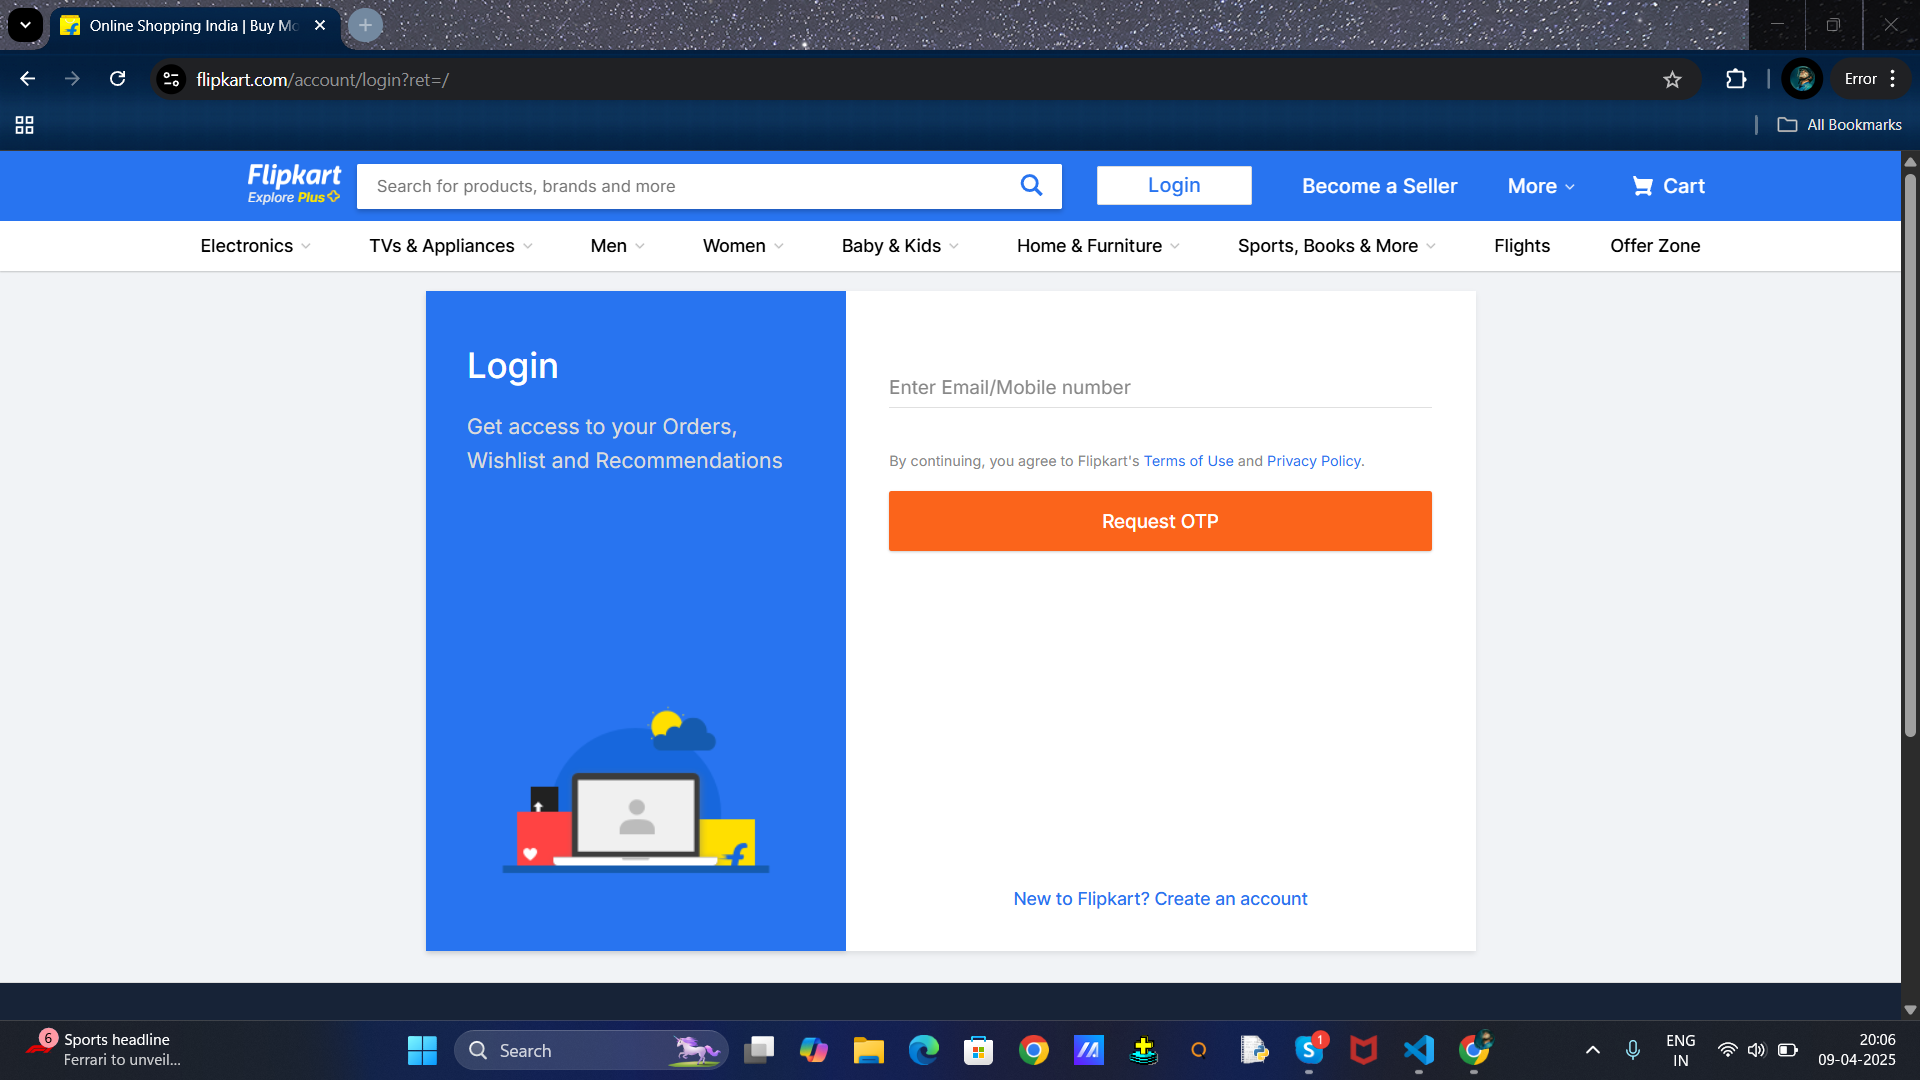 Online Shopping India | Buy Mo
flipkart.com/account/login?ret=/
Error
All Bookmarks
Flipkart
Explore Plus
Search for products, brands and more
Login
Become a Seller
More
Cart
Electronics
TVs & Appliances
Men
Women
Baby & Kids
Home & Furniture
Sports, Books & More
Flights
Offer Zone
Login
Get access to your Orders,
Wishlist and Recommendations
Enter Email/Mobile number
By continuing, you agree to Flipkart's Terms of Use and Privacy Policy.
Request OTP
New to Flipkart? Create an account
6
Sports headline
Ferrari to unveil...
Search
1
ENG
IN
20:06
09-04-2025